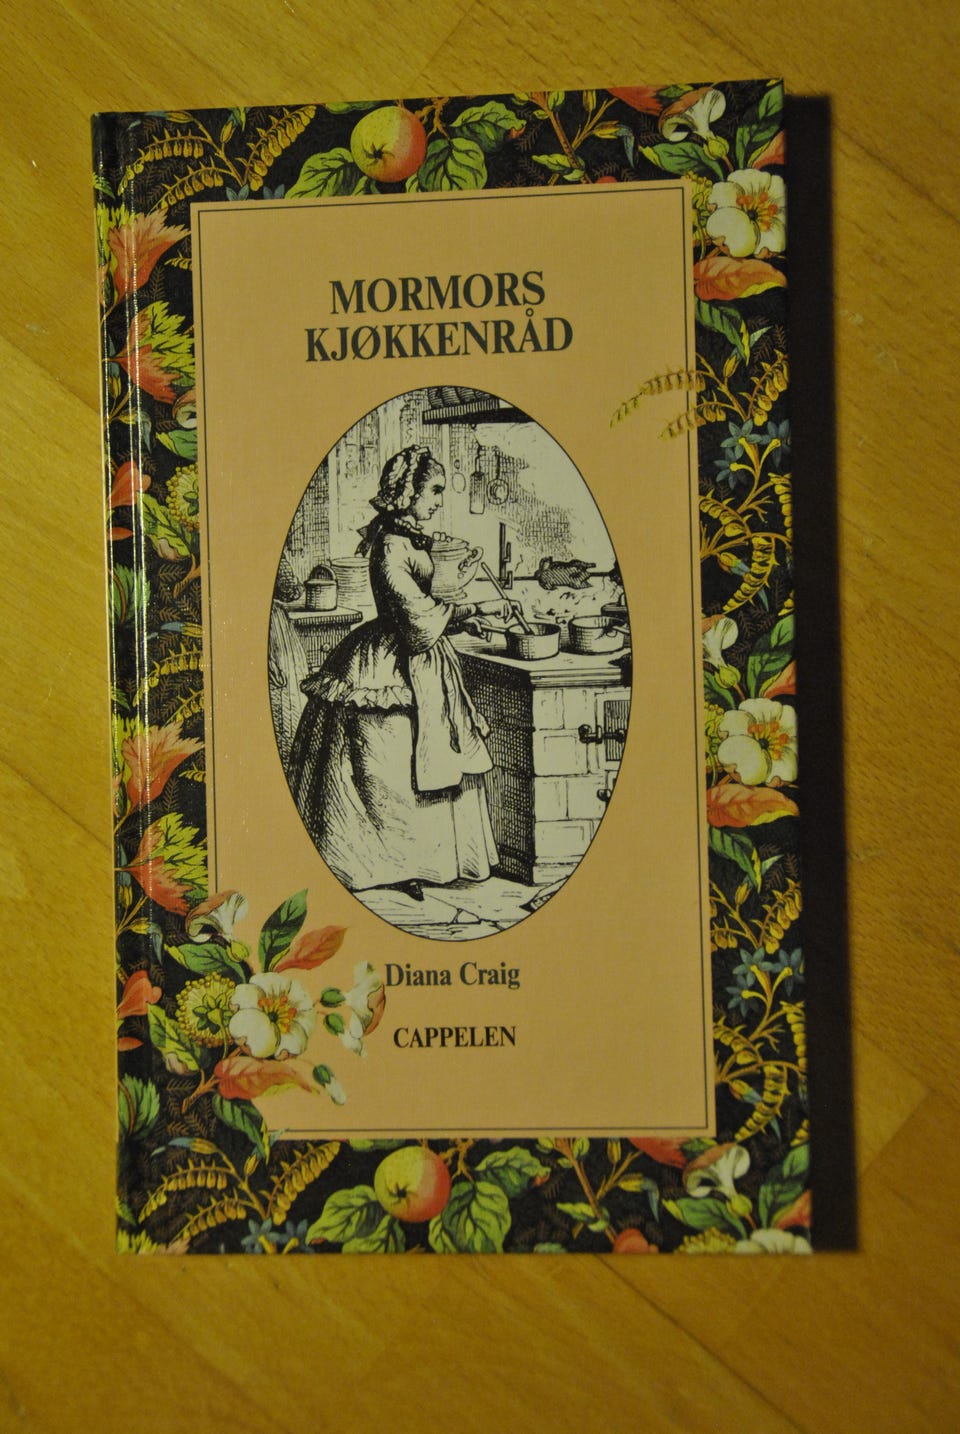 MORMORS
KJØKKENRÅD
Diana Craig
CAPPELEN